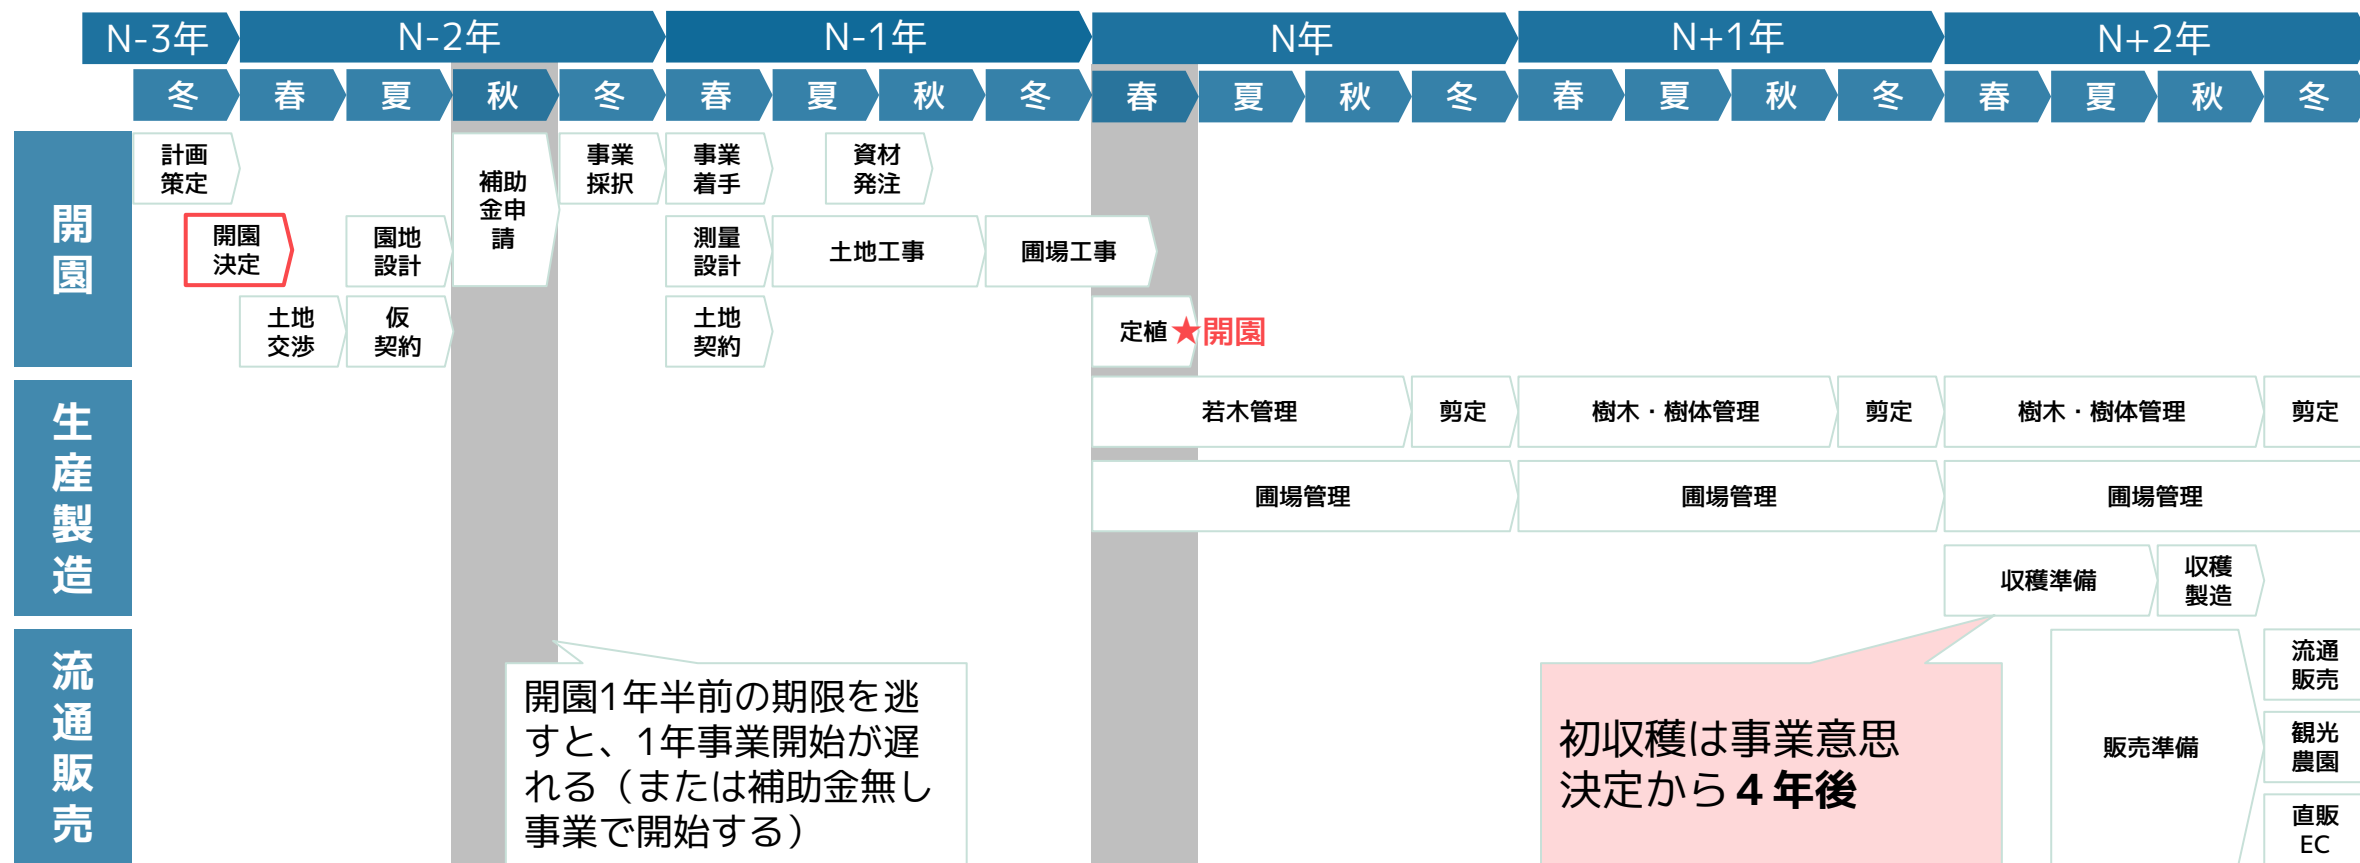 N-3年
N-2年
N-1年
N年
N+1年
N+2年
冬
春
夏
秋
冬
春
夏
秋
冬
春
夏
秋
冬
春
夏
秋
冬
春
夏
秋
冬
開
園
計画
策定
補助
金申
請
事業
採択
事業
着手
資材
発注
開園
決定
園地
設計
測量
設計
土地工事
圃場工事
土地
交渉
仮
契約
土地
契約
定植
★開園
生
産
製
造
若木管理
剪定
樹木・樹体管理
剪定
樹木・樹体管理
剪定
圃場管理
圃場管理
圃場管理
収穫準備
収穫
製造
流
通
販
売
開園1年半前の期限を逃
すと、1年事業開始が遅
れる（または補助金無し
事業で開始する）
初収穫は事業意思
決定から４年後
販売準備
流通
販売
観光
農園
直販
EC